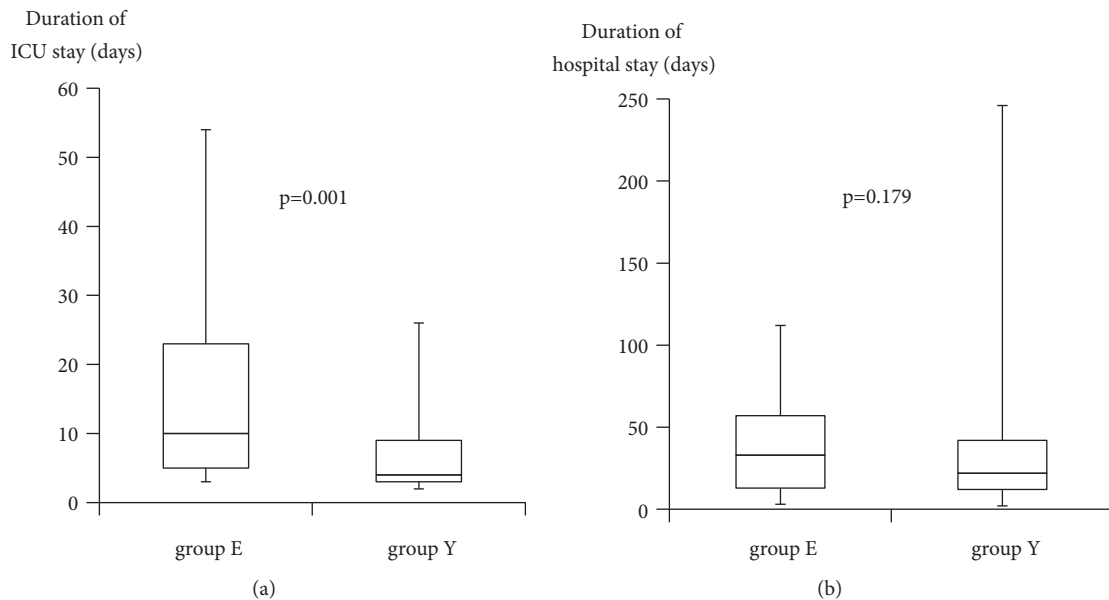 Duration of
ICU stay (days)
60
50
40
30
20
10
0
p=0.001
group E
group Y
(a)
Duration of
hospital stay (days)
250
200
150
100
50
0
p=0.179
group E
group Y
(b)